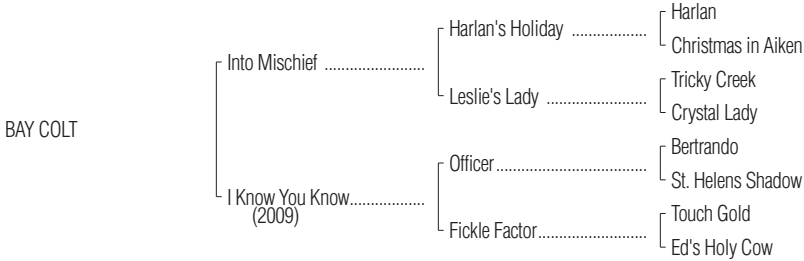 Harlan
Harlan's Holiday ..................
Christmas in Aiken
Into Mischief ........................
Tricky Creek
Leslie's Lady ........................
Crystal Lady
BAY COLT
Bertrando
Officer....................................
St. Helens Shadow
I Know You Know..................
(2009)
Touch Gold
Fickle Factor..........................
Ed's Holy Cow